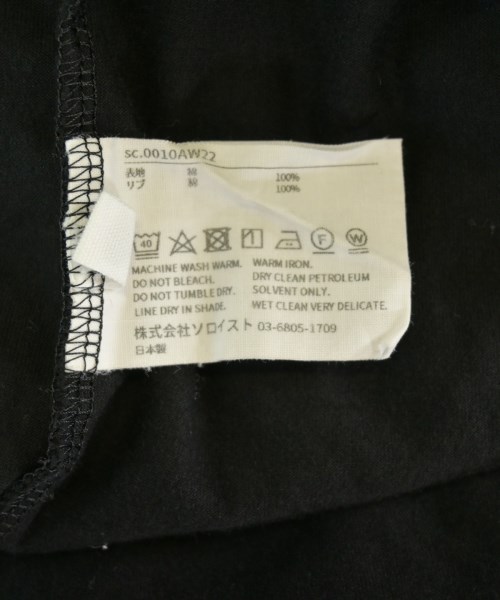 sc.0010AW22
表地 綿 100%
リブ 綿 100%
40 F W
MACHINE WASH WARM.
DO NOT BLEACH.
DO NOT TUMBLE DRY.
LINE DRY IN SHADE.
WARM IRON.
DRY CLEAN PETROLEUM
SOLVENT ONLY.
WET CLEAN VERY DELICATE.
株式会社ソロイスト 03-6805-1709
日本製